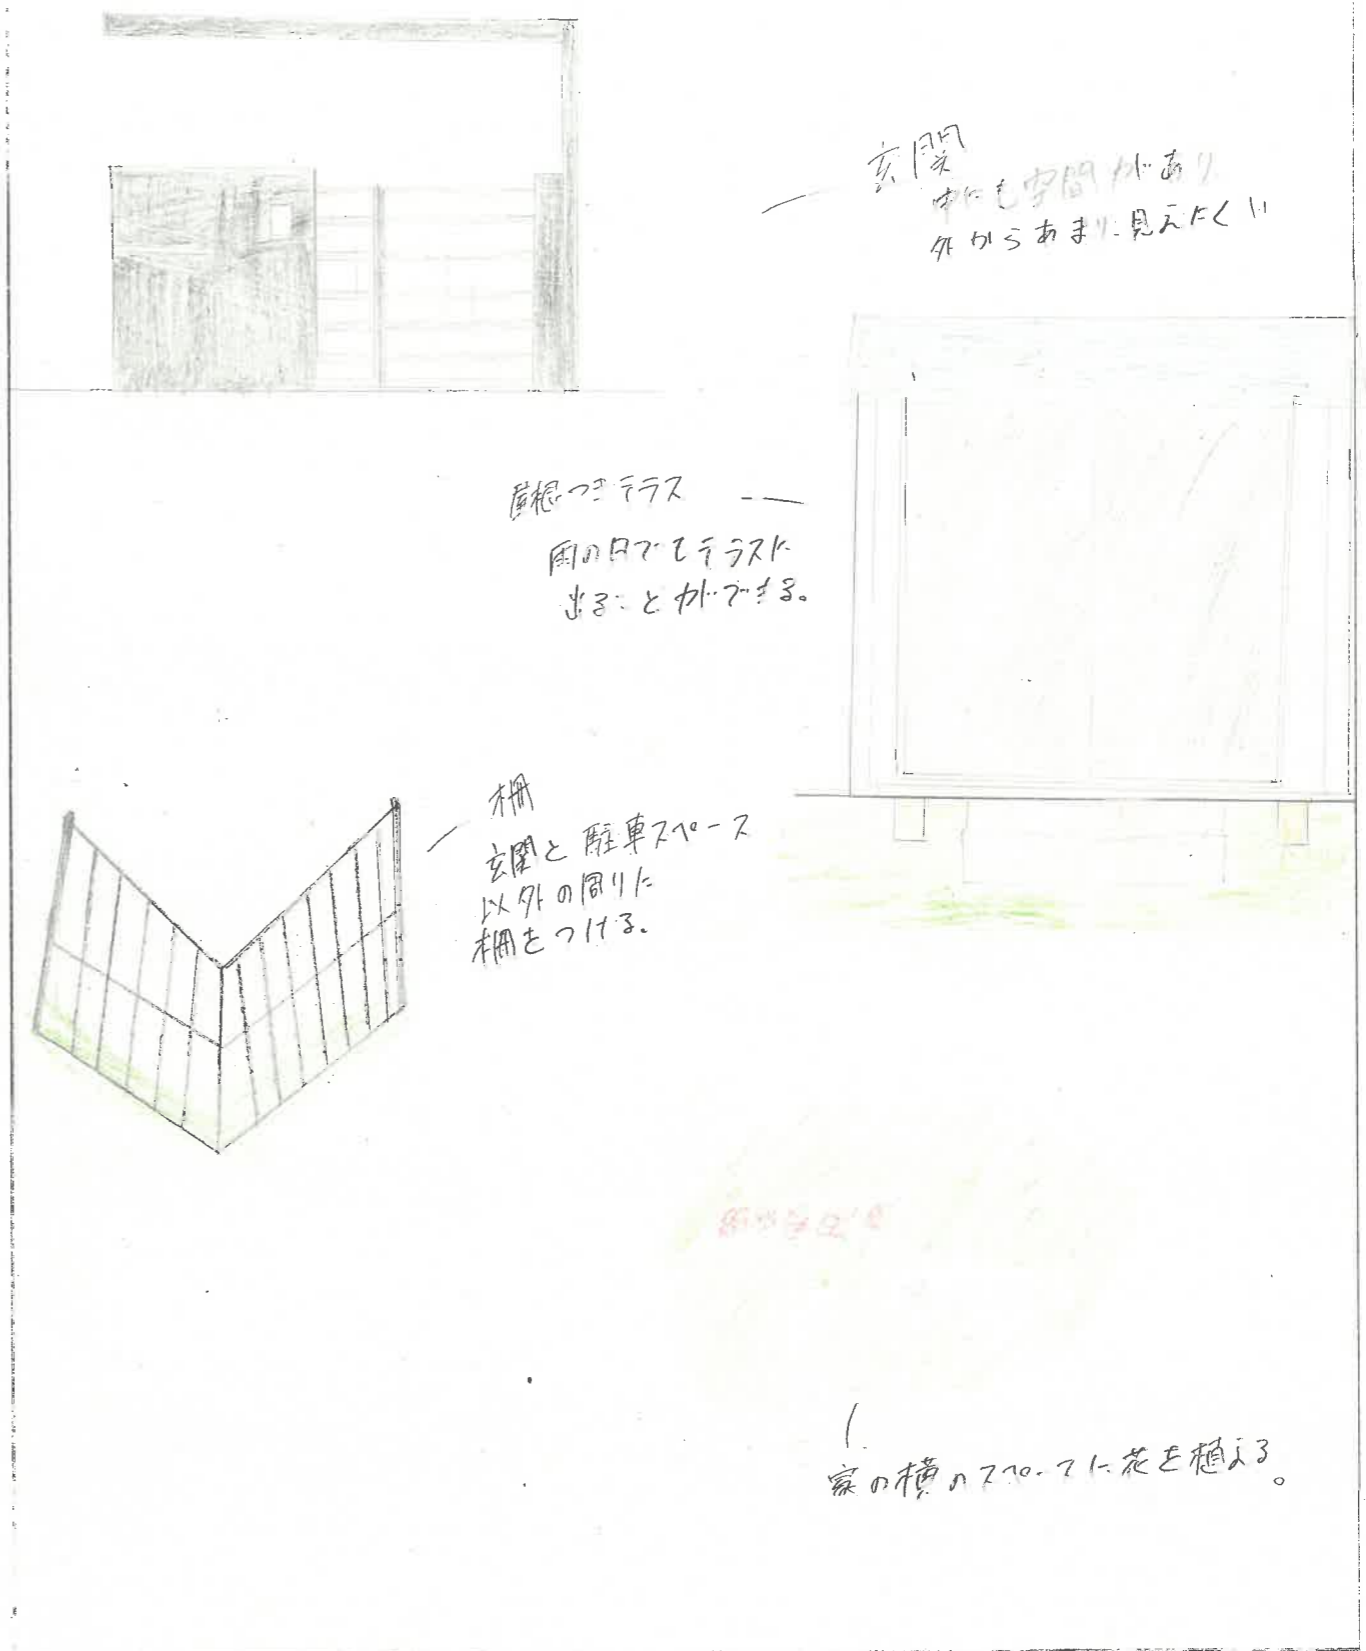 玄関
中にも空間があり
外からあまり見えにくい
屋根つきテラス
雨の日でもテラスに
出ることができる。
柵
玄関と駐車スペース
以外の周りに
柵をつける。
家の横のスペースに花を植える。